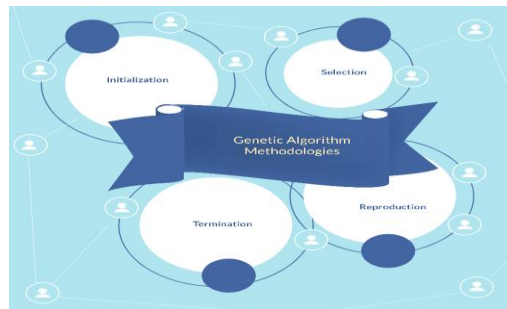 Initialization
Selection
Genetic Algorithm
Methodologies
Reproduction
Termination